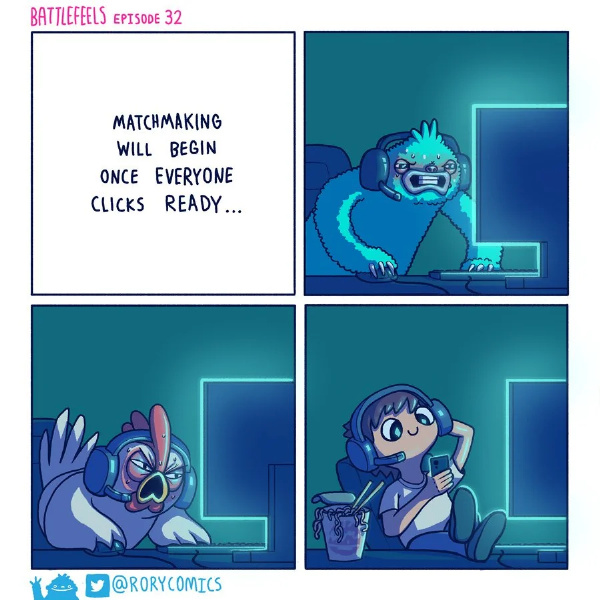 BATTLEFEELS EPISODE 32
MATCHMAKING
WILL BEGIN
ONCE EVERYONE
CLICKS READY...
@RORYCOMICS